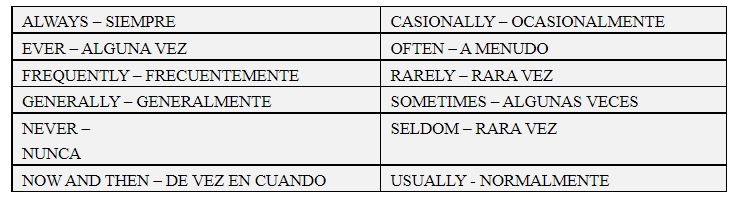 ALWAYS – SIEMPRE
CASIONALLY – OCASIONALMENTE
EVER – ALGUNA VEZ
OFTEN – A MENUDO
FREQUENTLY – FRECUENTEMENTE
RARELY – RARA VEZ
GENERALLY – GENERALMENTE
SOMETIMES – ALGUNAS VECES
NEVER –
NUNCA
SELDOM – RARA VEZ
NOW AND THEN – DE VEZ EN CUANDO
USUALLY - NORMALMENTE